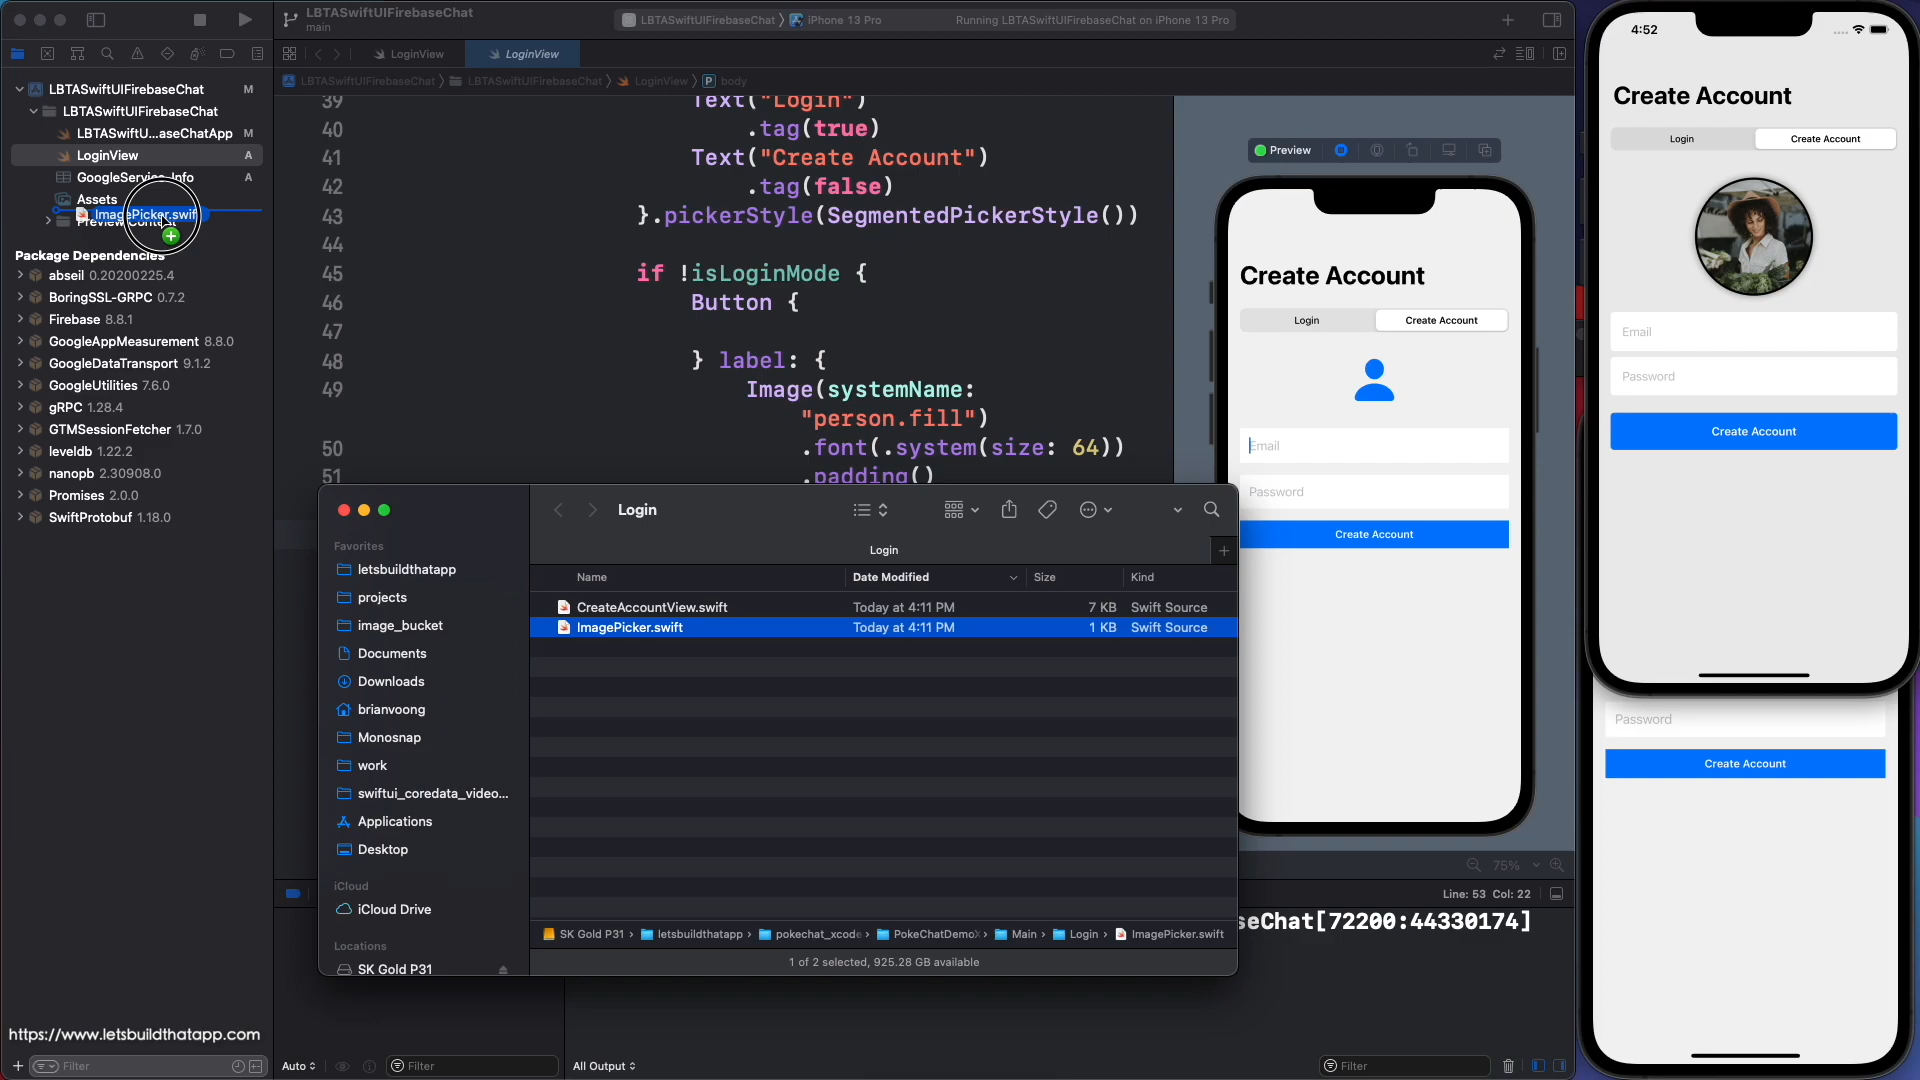 LBTASwiftUIFirebaseChat
main
LBTASwiftUIFirebaseChat
iPhone 13 Pro
Running LBTASwiftUIFirebaseChat on iPhone 13 Pro
LoginView
LoginView
LBTASwiftUIFirebaseChat
LBTASwiftUIFirebaseChat
LoginView
P body
LBTASwiftUIFirebaseChat M
LBTASwiftUIFirebaseChat
LBTASwiftU...aseChatApp M
LoginView A
GoogleService-Info A
Assets
ImagePicker.swif
Preview Content
Package Dependencies
abseil 0.20200225.4
BoringSSL-GRPC 0.7.2
Firebase 8.8.1
GoogleAppMeasurement 8.8.0
GoogleDataTransport 9.1.2
GoogleUtilities 7.6.0
gRPC 1.28.4
GTMSessionFetcher 1.7.0
leveldb 1.22.2
nanopb 2.30908.0
Promises 2.0.0
SwiftProtobuf 1.18.0
https://www.letsbuildthatapp.com
Filter
39 Text("Login")
40 .tag(true)
41 Text("Create Account")
42 .tag(false)
43 }.pickerStyle(SegmentedPickerStyle())
44
45 if !isLoginMode {
46 Button {
47
48 } label: {
49 Image(systemName:
"person.fill")
50 .font(.system(size: 64))
51 .padding()
Preview
Create Account
Login
Create Account
Email
Password
Create Account
75%
Line: 53 Col: 22
seChat[72200:44330174]
Login
Login
Favorites
letsbuildthatapp
projects
image_bucket
Documents
Downloads
brianvoong
Monosnap
work
swiftui_coredata_video...
Applications
Desktop
iCloud
iCloud Drive
Locations
SK Gold P31
Name Date Modified Size Kind
CreateAccountView.swift Today at 4:11 PM 7 KB Swift Source
ImagePicker.swift Today at 4:11 PM 1 KB Swift Source
SK Gold P31 › letsbuildthatapp › pokechat_xcode › PokeChatDemo › Main › Login › ImagePicker.swift
1 of 2 selected, 925.28 GB available
Auto
Filter
All Output
Filter
4:52
Create Account
Login
Create Account
Email
Password
Create Account
Password
Create Account